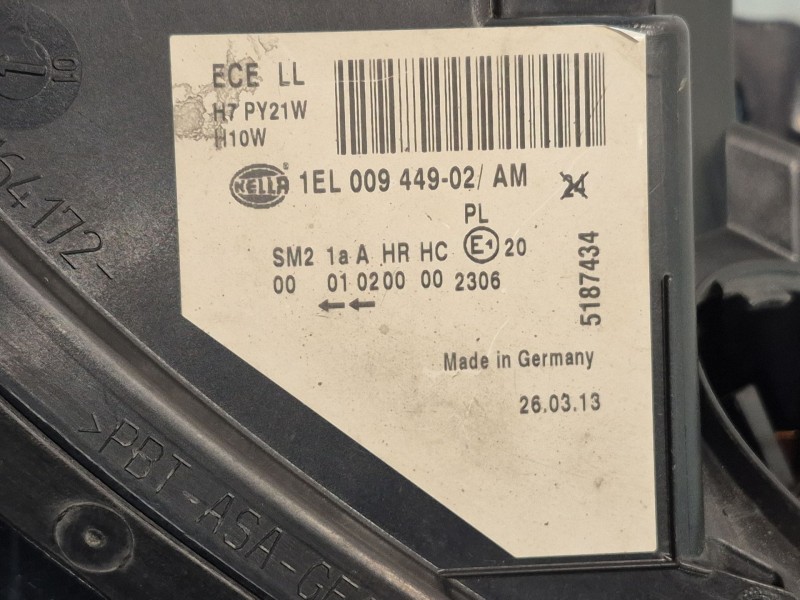 ECE LL
H7 PY21W
H10W
HELLA ® 1EL 009 449-02/ AM 24
PL
SM2 1a A HR HC E1 20
00 01 0200 00 2306
5187434
Made in Germany
26.03.13
64172-
>PBT-ASA-GF